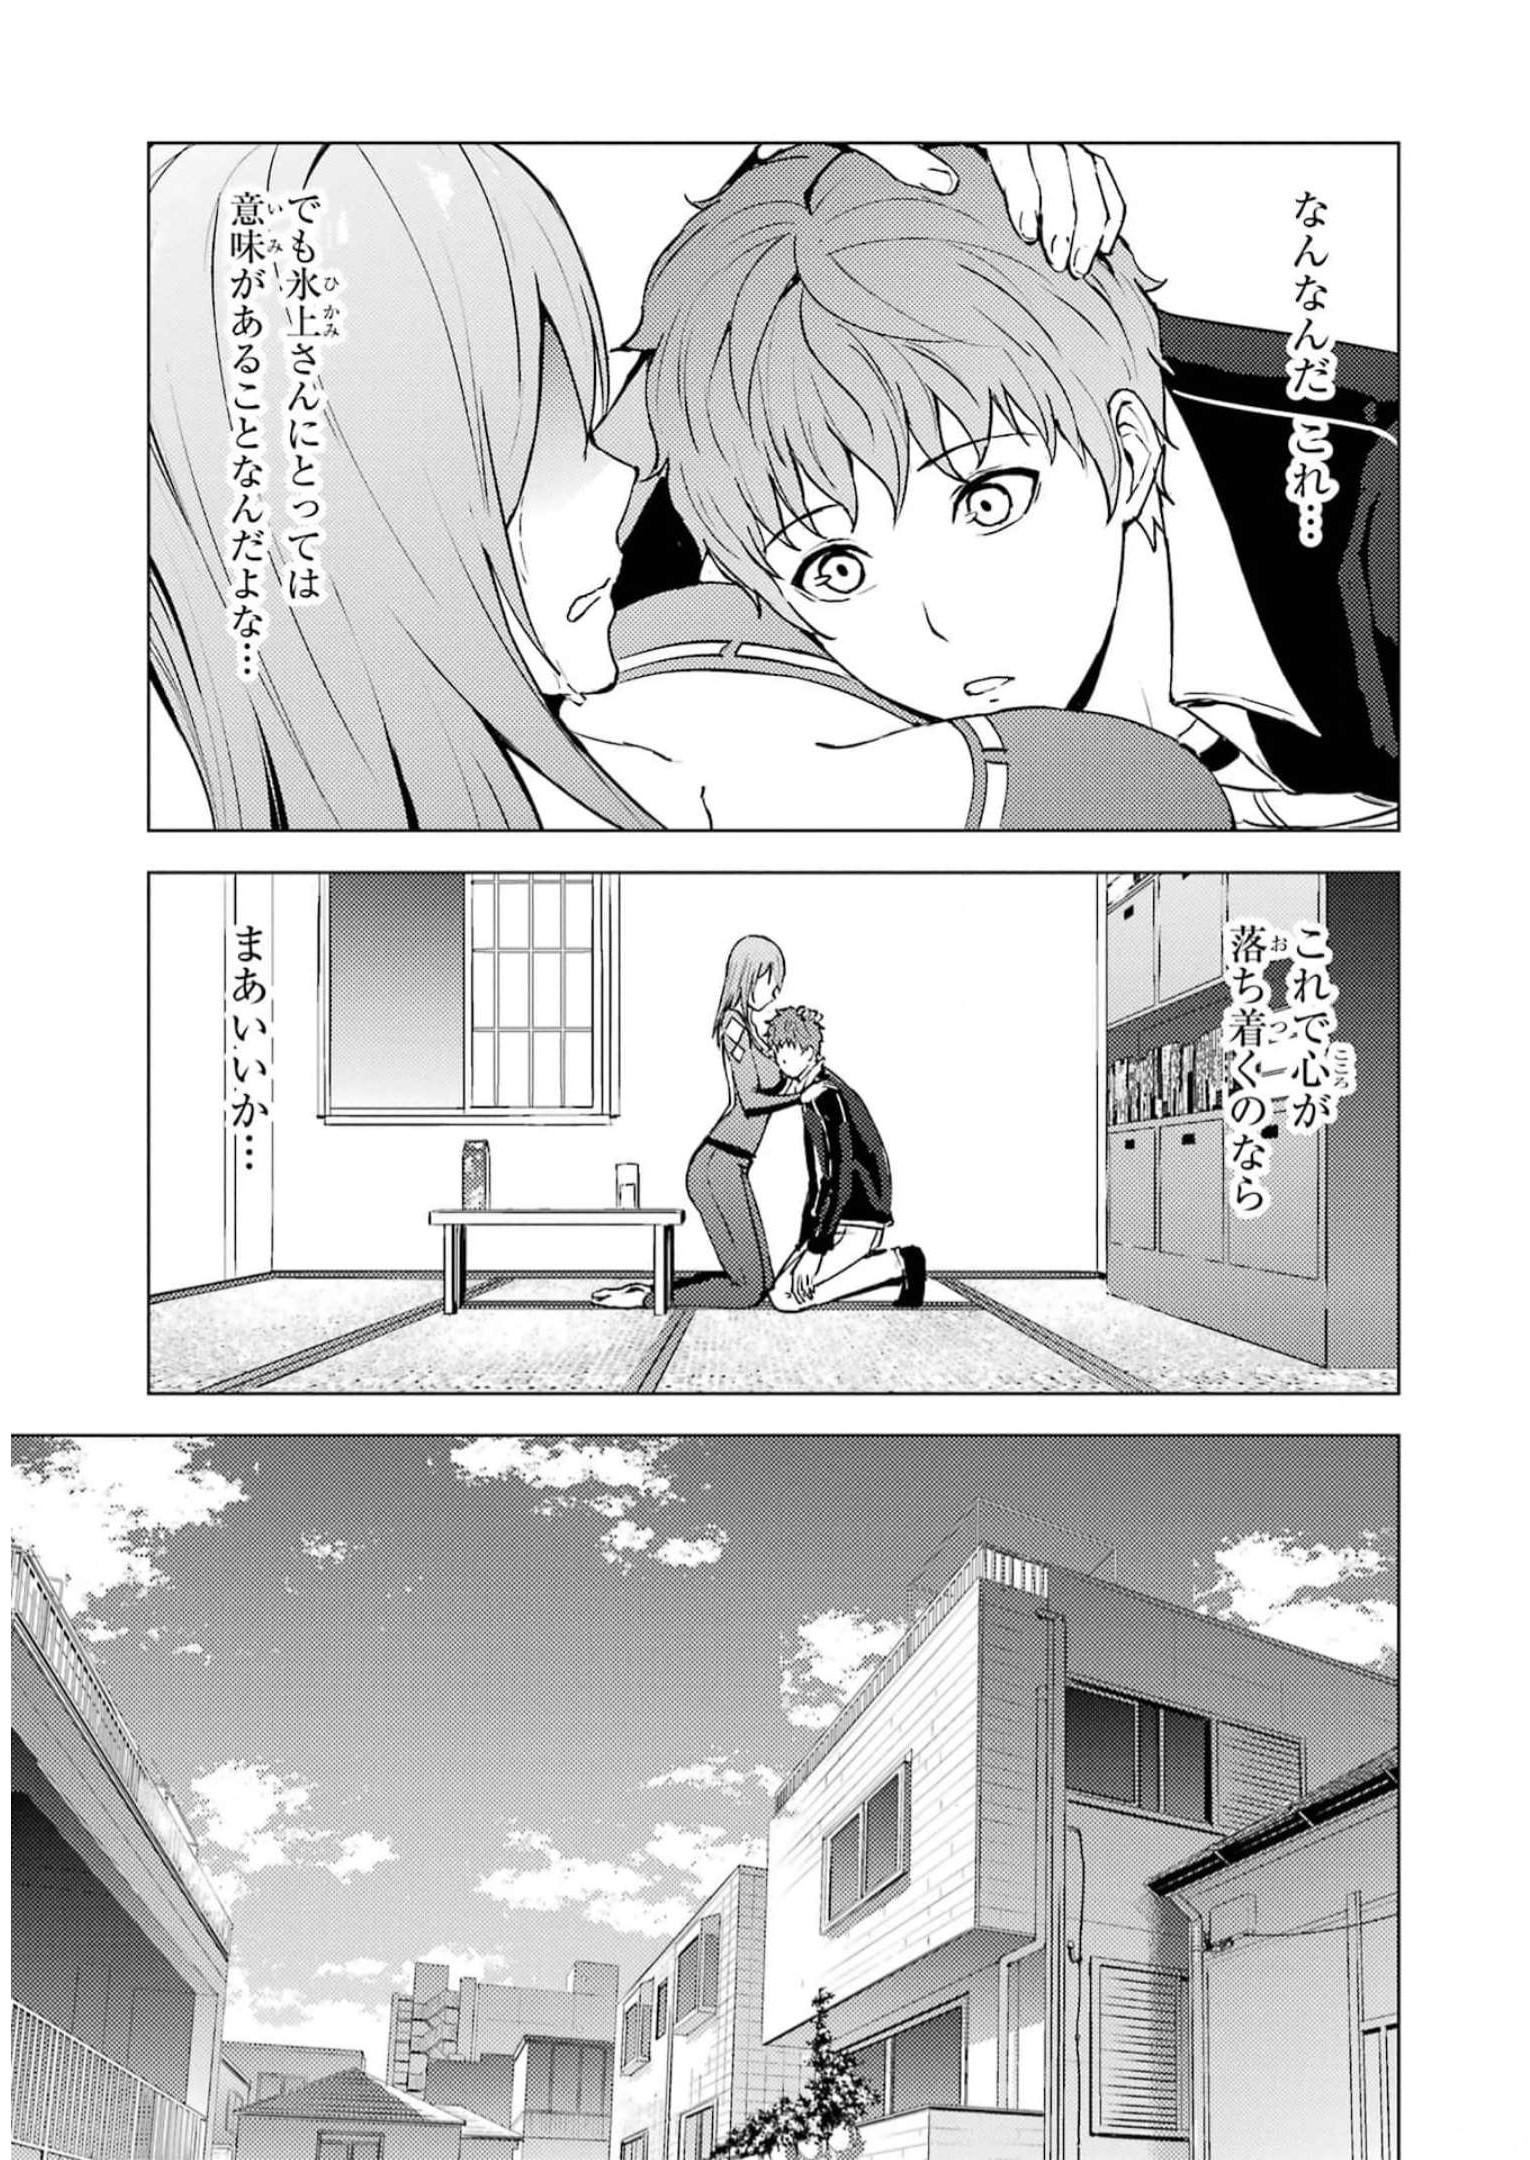 なんなんだ これ…
でも氷上さんにとっては
意味があることなんだよな…
これで心が
落ち着くのなら
まあいいか…